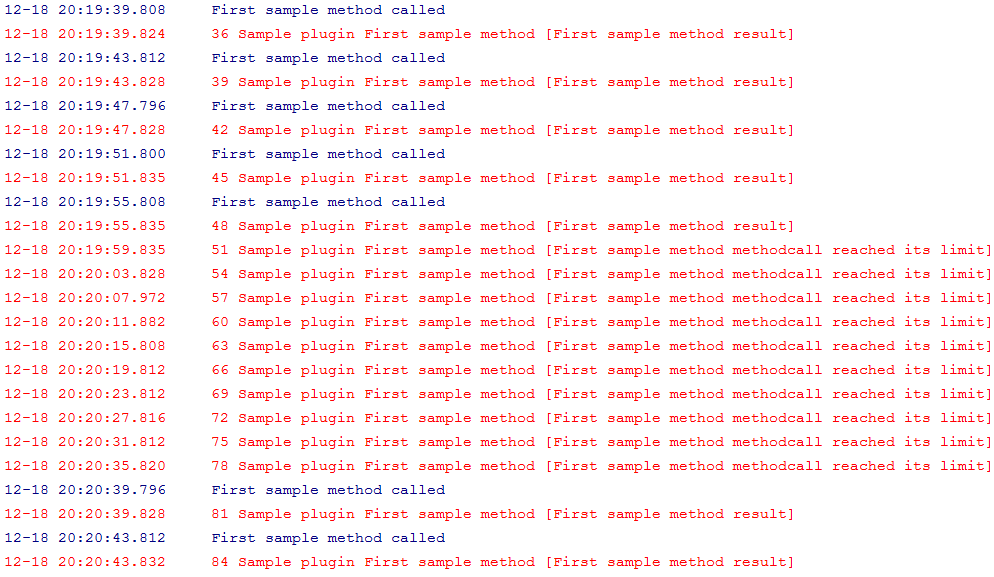 12-18 20:19:39.808 First sample method called
12-18 20:19:39.824 36 Sample plugin First sample method [First sample method result]
12-18 20:19:43.812 First sample method called
12-18 20:19:43.828 39 Sample plugin First sample method [First sample method result]
12-18 20:19:47.796 First sample method called
12-18 20:19:47.828 42 Sample plugin First sample method [First sample method result]
12-18 20:19:51.800 First sample method called
12-18 20:19:51.835 45 Sample plugin First sample method [First sample method result]
12-18 20:19:55.808 First sample method called
12-18 20:19:55.835 48 Sample plugin First sample method [First sample method result]
12-18 20:19:59.835 51 Sample plugin First sample method [First sample method methodcall reached its limit]
12-18 20:20:03.828 54 Sample plugin First sample method [First sample method methodcall reached its limit]
12-18 20:20:07.972 57 Sample plugin First sample method [First sample method methodcall reached its limit]
12-18 20:20:11.882 60 Sample plugin First sample method [First sample method methodcall reached its limit]
12-18 20:20:15.808 63 Sample plugin First sample method [First sample method methodcall reached its limit]
12-18 20:20:19.812 66 Sample plugin First sample method [First sample method methodcall reached its limit]
12-18 20:20:23.812 69 Sample plugin First sample method [First sample method methodcall reached its limit]
12-18 20:20:27.816 72 Sample plugin First sample method [First sample method methodcall reached its limit]
12-18 20:20:31.812 75 Sample plugin First sample method [First sample method methodcall reached its limit]
12-18 20:20:35.820 78 Sample plugin First sample method [First sample method methodcall reached its limit]
12-18 20:20:39.796 First sample method called
12-18 20:20:39.828 81 Sample plugin First sample method [First sample method result]
12-18 20:20:43.812 First sample method called
12-18 20:20:43.832 84 Sample plugin First sample method [First sample method result]